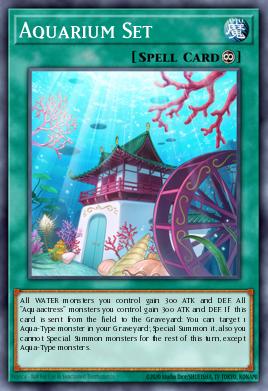 Aquarium Set
魔
[Spell Card]
All WATER monsters you control gain 300 ATK and DEF. All
"Aquaactress" monsters you control gain 300 ATK and DEF. If this
card is sent from the field to the Graveyard: You can target 1
Aqua-Type monster in your Graveyard; Special Summon it, also you
cannot Special Summon monsters for the rest of this turn, except
Aqua-Type monsters.